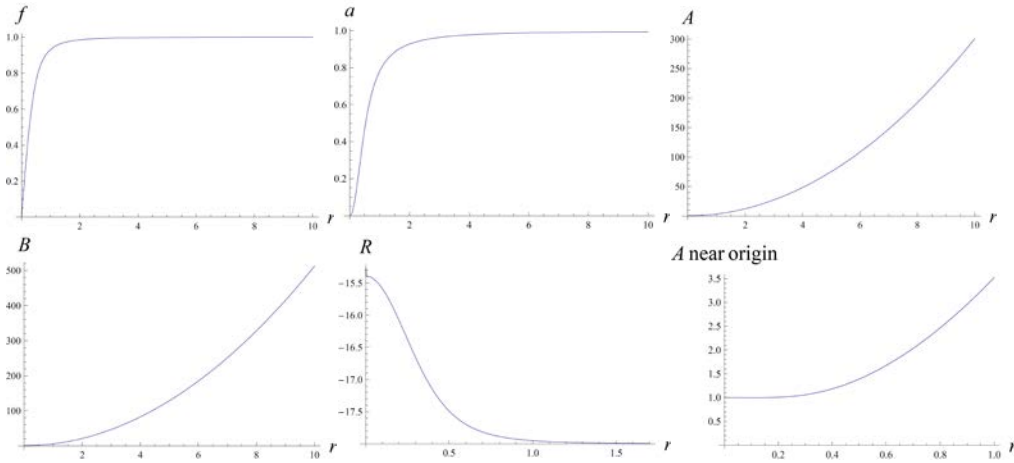 f
1.0
0.8
0.6
0.4
0.2
2 4 6 8 10 r
a
1.0
0.8
0.6
0.4
0.2
2 4 6 8 10 r
A
300
250
200
150
100
50
2 4 6 8 10 r
B
500
400
300
200
100
2 4 6 8 10 r
R
−15.5
−16.0
−16.5
−17.0
−17.5
0.5 1.0 1.5 r
A near origin
3.5
3.0
2.5
2.0
1.5
1.0
0.5
0.2 0.4 0.6 0.8 1.0 r